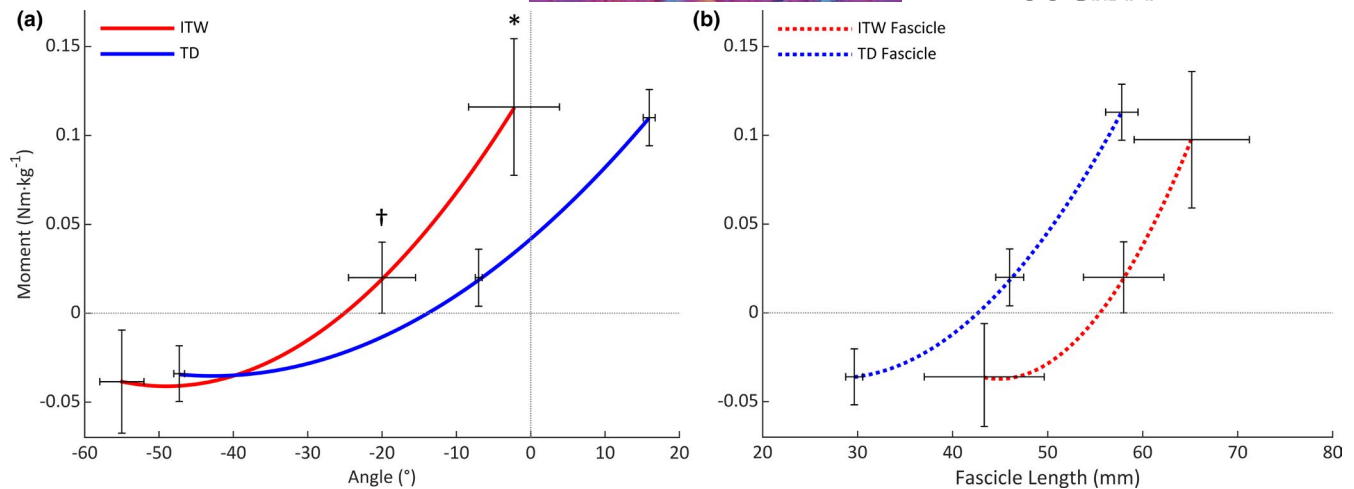 (a)
ITW
TD
*
†
0.15
0.1
0.05
0
-0.05
Moment (Nm·kg⁻¹)
-60 -50 -40 -30 -20 -10 0 10 20
Angle (°)
(b)
ITW Fascicle
TD Fascicle
0.15
0.1
0.05
0
-0.05
20 30 40 50 60 70 80
Fascicle Length (mm)